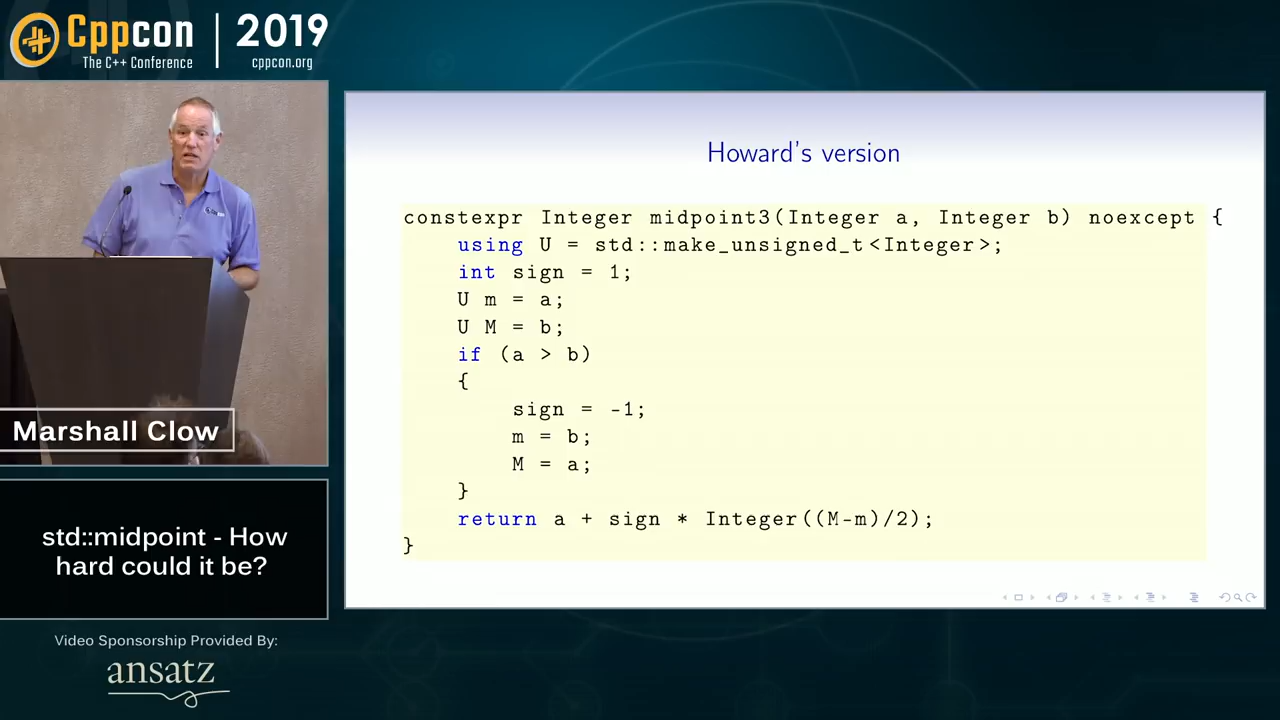 Cppcon | 2019
The C++ Conference cppcon.org
Howard's version
constexpr Integer midpoint3(Integer a, Integer b) noexcept {
    using U = std::make_unsigned_t<Integer>;
    int sign = 1;
    U m = a;
    U M = b;
    if (a > b)
    {
        sign = -1;
        m = b;
        M = a;
    }
    return a + sign * Integer((M-m)/2);
}
Marshall Clow
std::midpoint - How
hard could it be?
Video Sponsorship Provided By:
ansatz